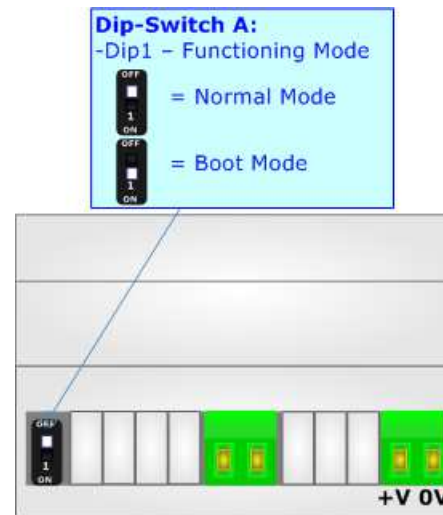 Dip-Switch A:
-Dip1 – Functioning Mode
OFF
= Normal Mode
1
ON
OFF
= Boot Mode
1
ON
OFF
1
ON
+V 0V